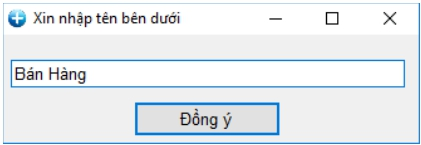 Xin nhập tên bên dưới
Bán Hàng
Đồng ý